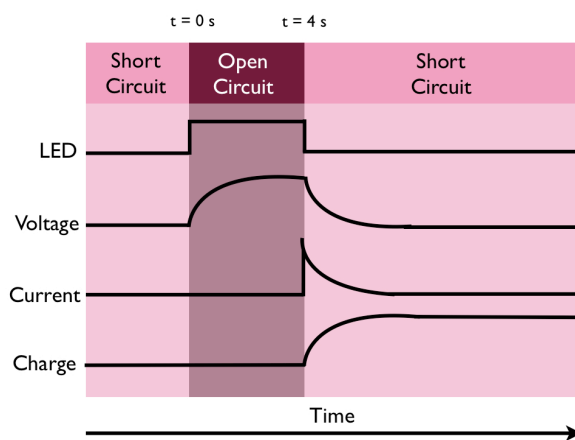 t = 0 s
t = 4 s
Short
Circuit
Open
Circuit
Short
Circuit
LED
Voltage
Current
Charge
Time